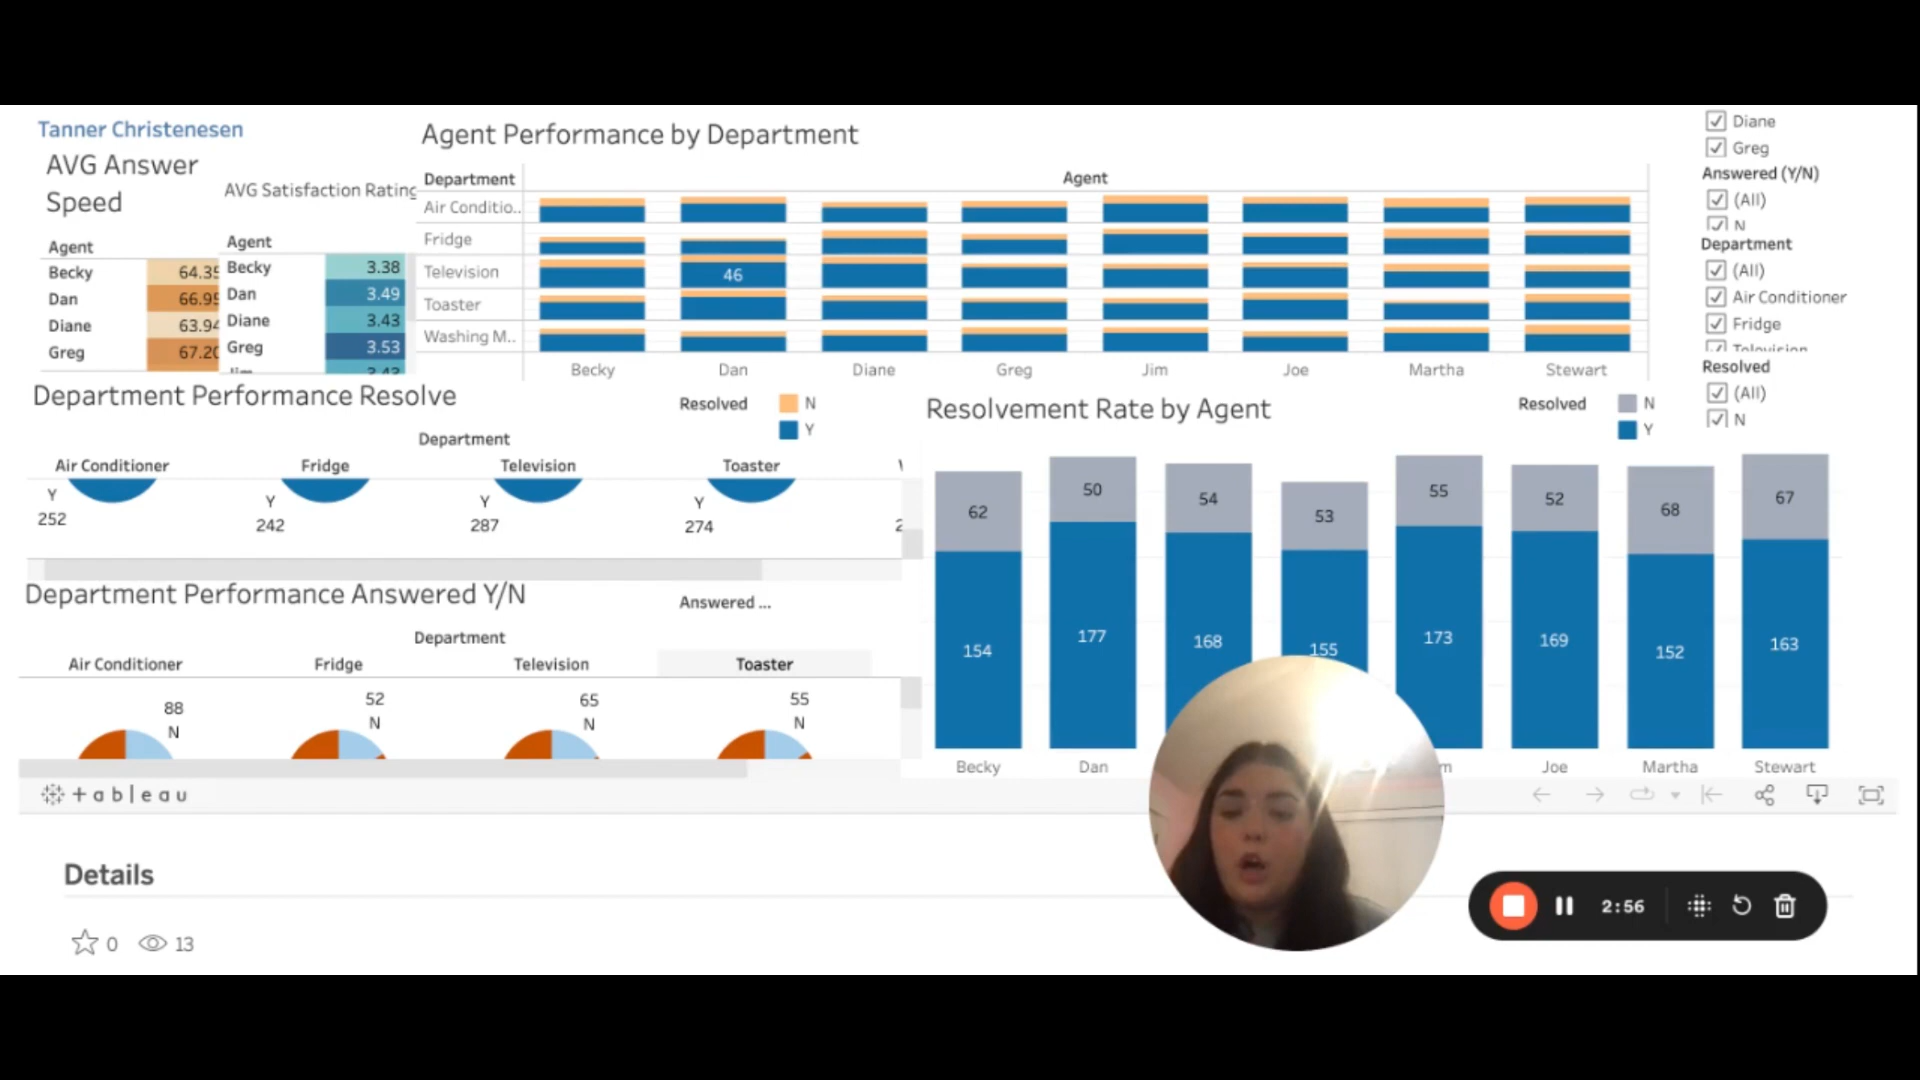 Tanner Christenesen
AVG Answer
Speed
Agent
Becky 64.35
Dan 66.95
Diane 63.94
Greg 67.20
AVG Satisfaction Rating
Agent
Becky 3.38
Dan 3.49
Diane 3.43
Greg 3.53
Agent Performance by Department
Department Agent
Air Conditio..
Fridge
Television 46
Toaster
Washing M..
Becky Dan Diane Greg Jim Joe Martha Stewart
Diane
Greg
Answered (Y/N)
(All)
N
Department
(All)
Air Conditioner
Fridge
Television
Resolved
(All)
N
Department Performance Resolve
Resolved N
Y
Department
Air Conditioner Fridge Television Toaster
Y Y Y Y
252 242 287 274 2
Department Performance Answered Y/N
Answered ...
Department
Air Conditioner Fridge Television Toaster
88 52 65 55
N N N N
Resolvement Rate by Agent
Resolved N
Y
62 50 54 53 55 52 68 67
154 177 168 155 173 169 152 163
Becky Dan m Joe Martha Stewart
+ a b | e a u
Details
0 13
2:56